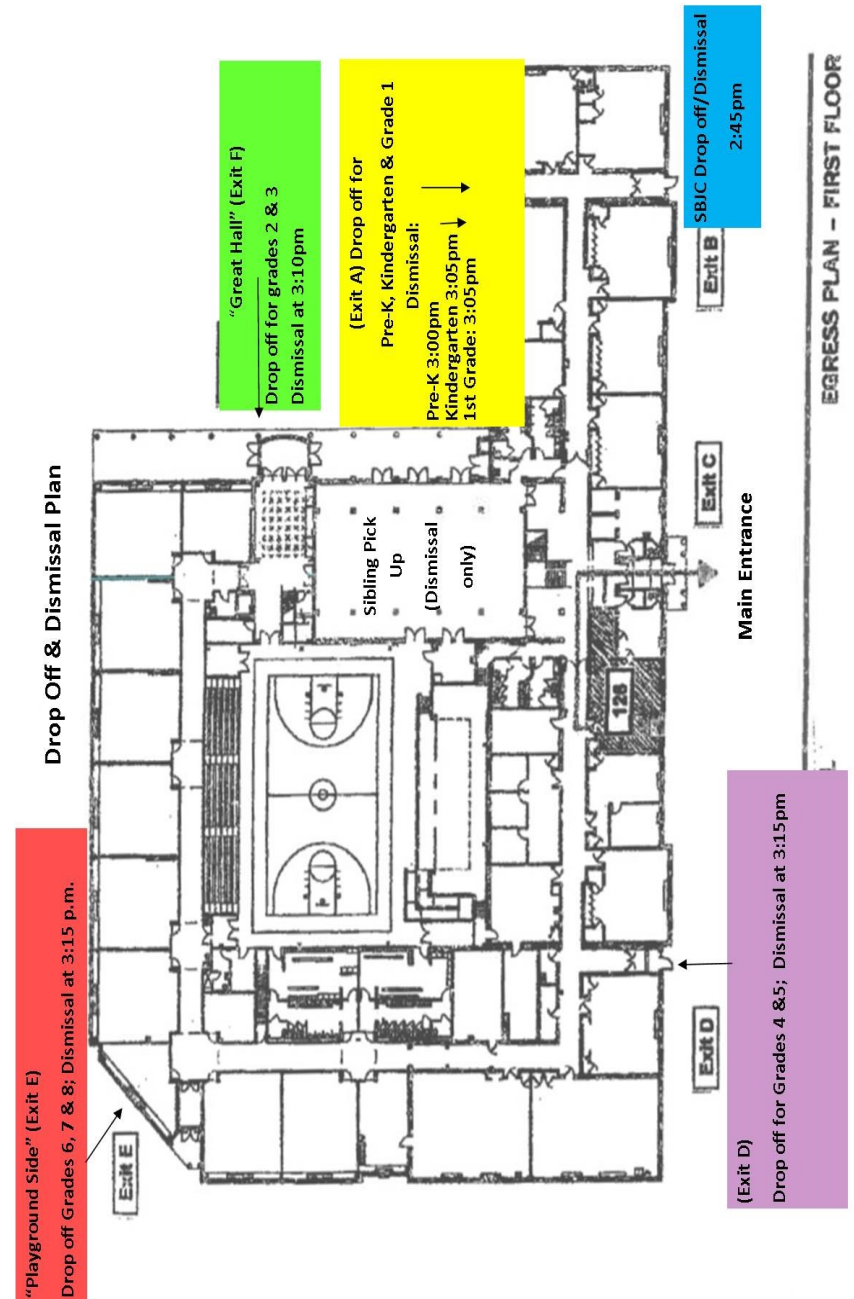 Drop Off & Dismissal Plan
"Playground Side" (Exit E)
Drop off Grades 6, 7 & 8; Dismissal at 3:15 p.m.
Exit E
"Great Hall" (Exit F)
Drop off for grades 2 & 3
Dismissal at 3:10pm
(Exit A) Drop off for
Pre-K, Kindergarten & Grade 1
Dismissal:
Pre-K 3:00pm
Kindergarten 3:05pm
1st Grade: 3:05pm
Sibling Pick
Up
(Dismissal
only)
128
Exit D
Exit C
Exit B
Main Entrance
(Exit D)
Drop off for Grades 4 &5; Dismissal at 3:15pm
SBJC Drop off/Dismissal
2:45pm
EGRESS PLAN – FIRST FLOOR